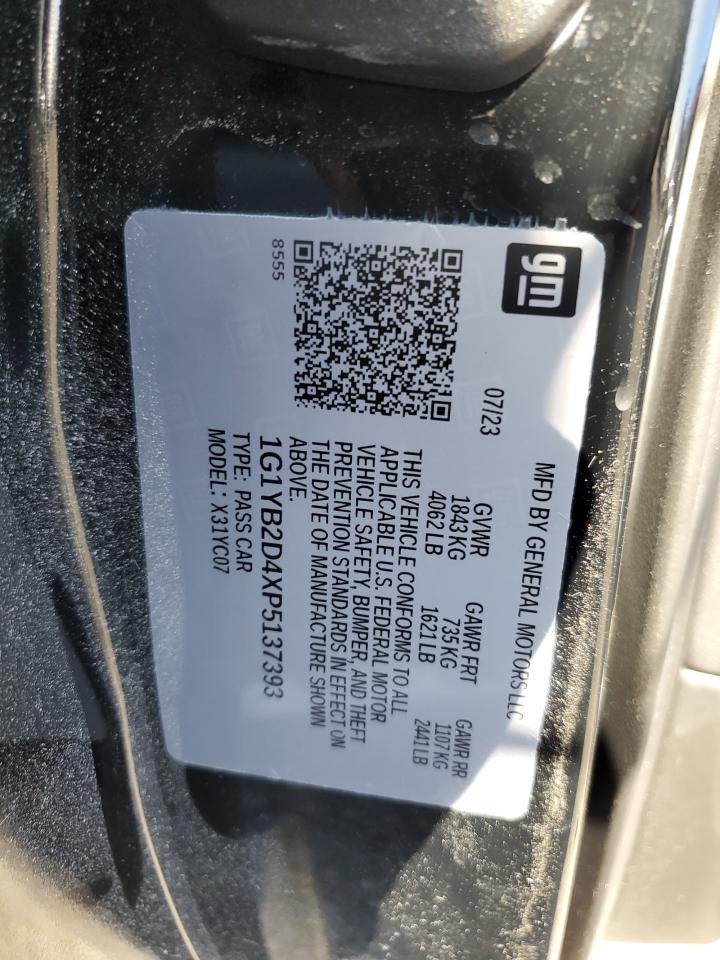 gm
MFD BY GENERAL MOTORS LLC
07/23
GVWR GAWR FRT GAWR RR
1843 KG 735 KG 1107 KG
4062 LB 1621 LB 2441 LB
THIS VEHICLE CONFORMS TO ALL
APPLICABLE U.S. FEDERAL MOTOR
VEHICLE SAFETY, BUMPER, AND THEFT
PREVENTION STANDARDS IN EFFECT ON
THE DATE OF MANUFACTURE SHOWN
ABOVE.
1G1YB2D4XP5137393
TYPE: PASS CAR
MODEL: X31YC07
8555